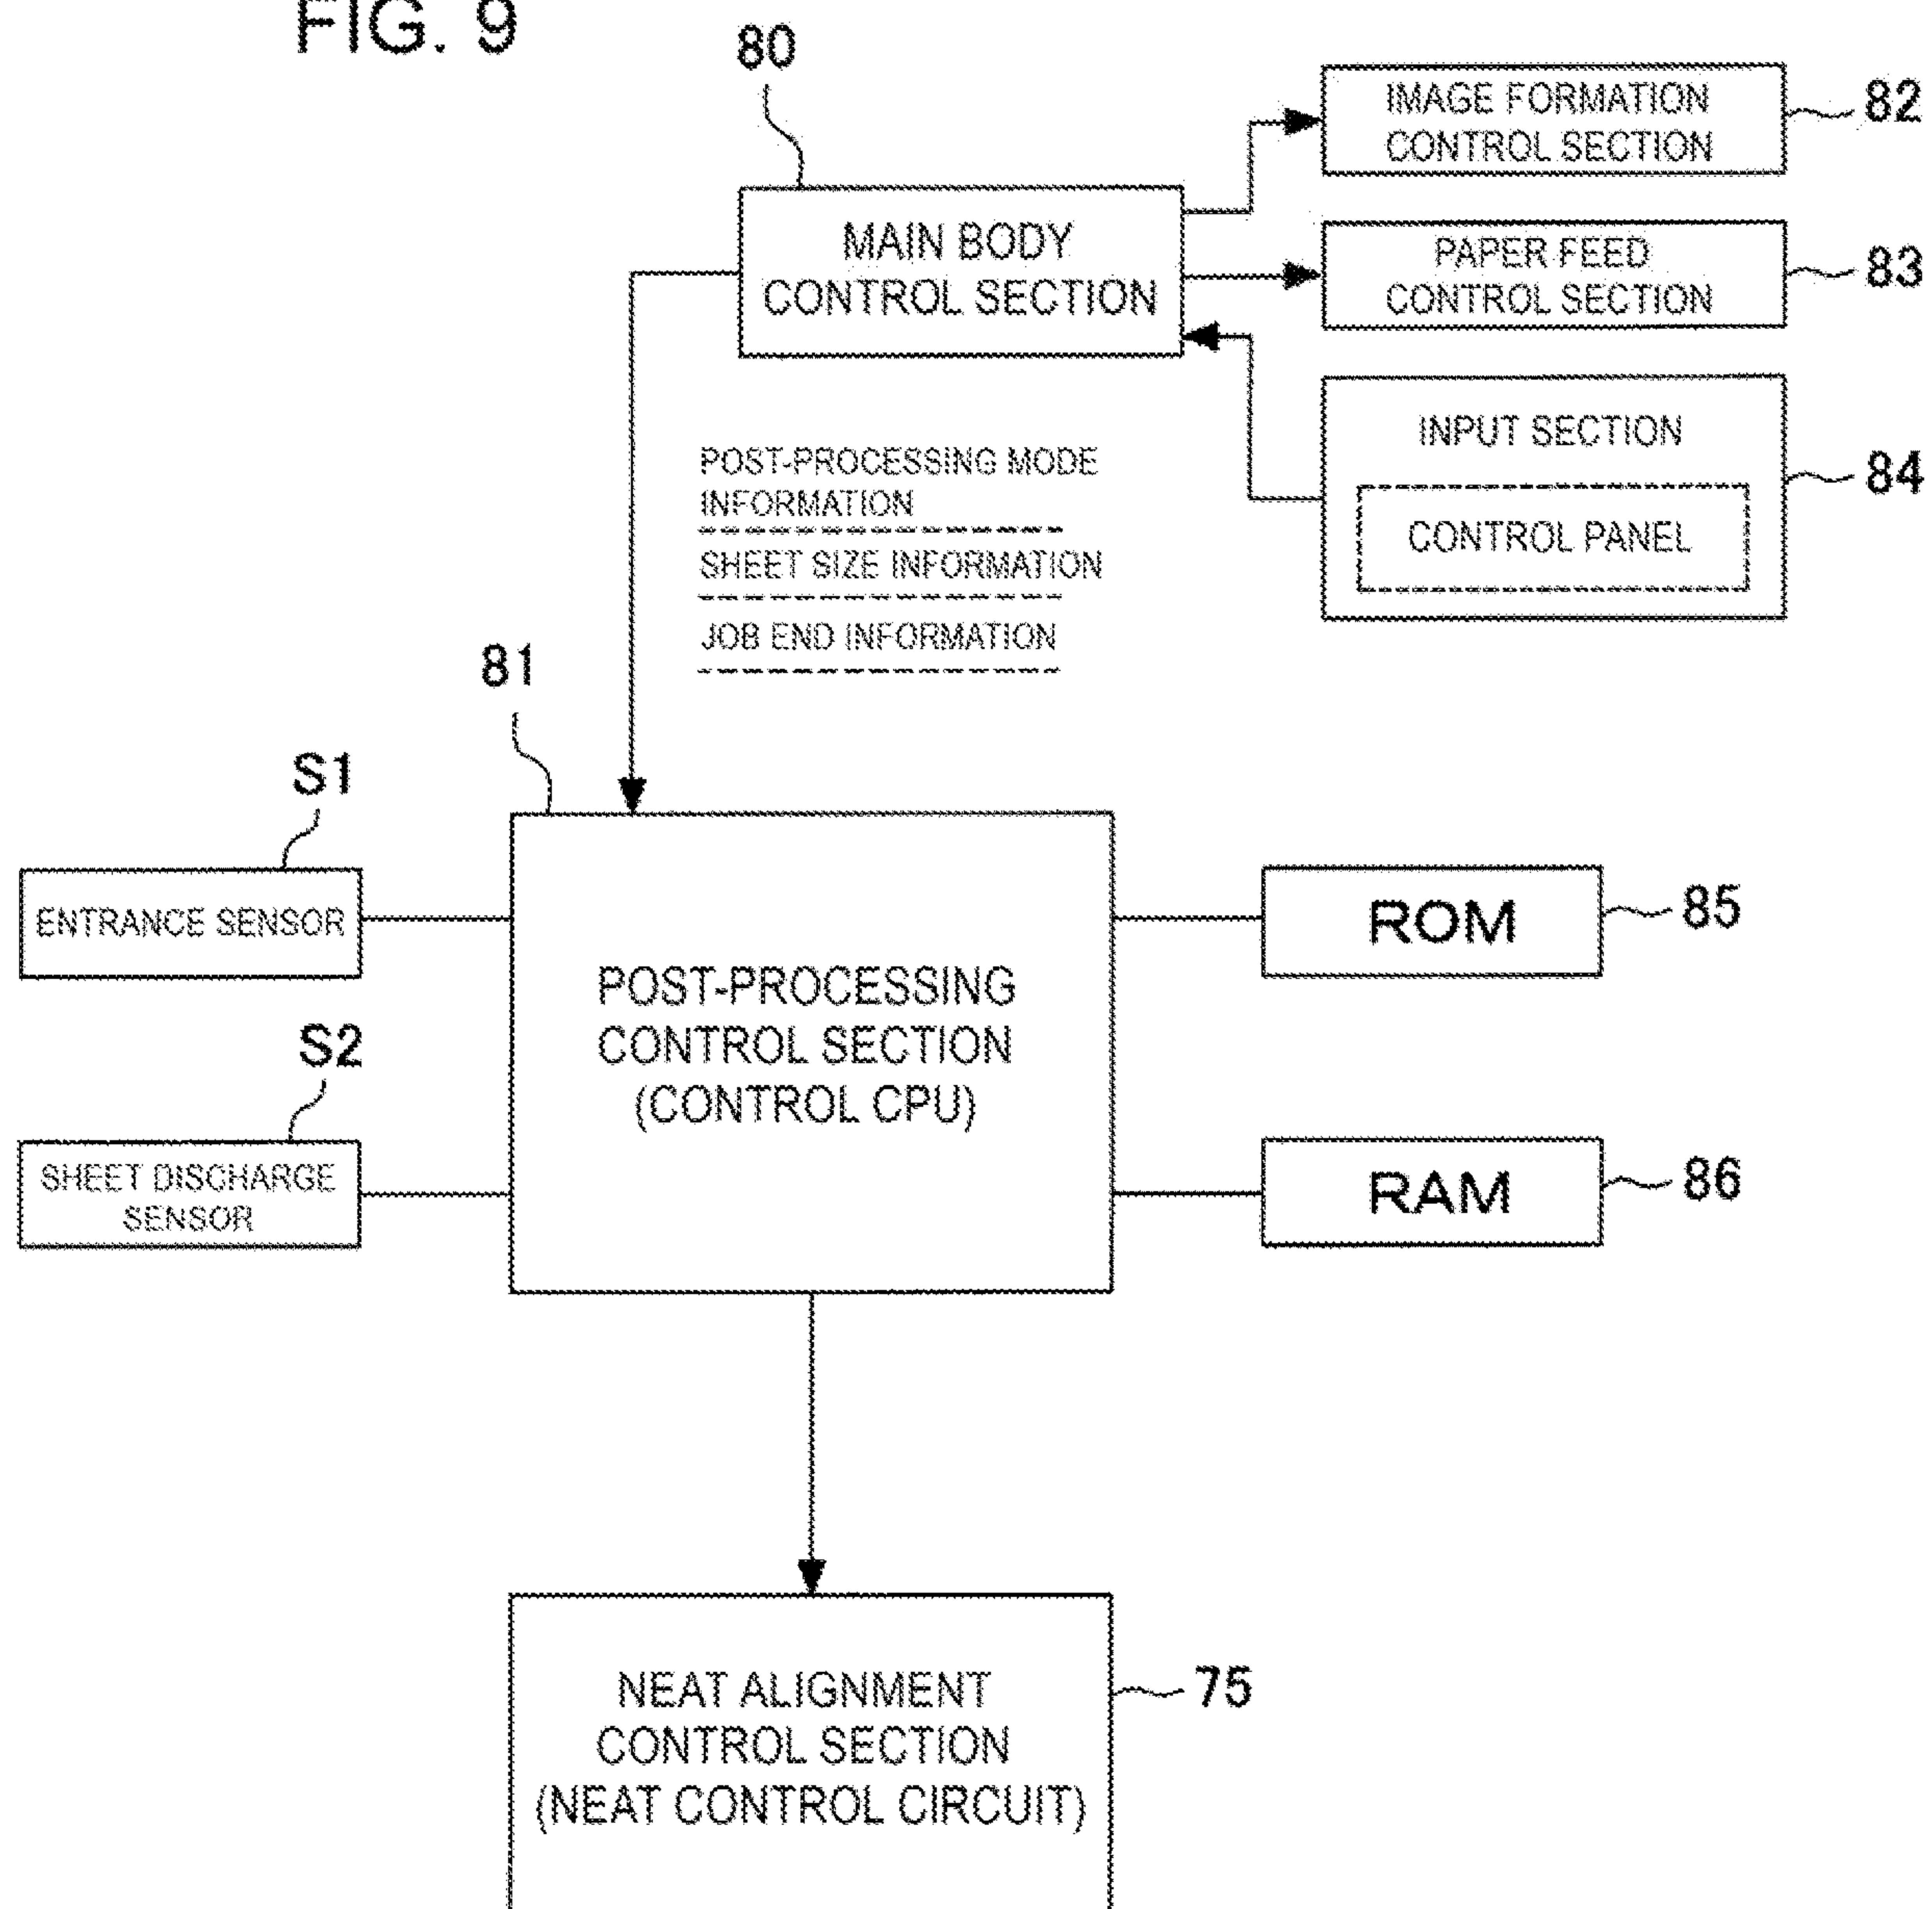 FIG. 9
80
IMAGE FORMATION
CONTROL SECTION
82
MAIN BODY
CONTROL SECTION
PAPER FEED
CONTROL SECTION
83
INPUT SECTION
CONTROL PANEL
84
POST-PROCESSING MODE
INFORMATION
SHEET SIZE INFORMATION
JOB END INFORMATION
81
S1
ENTRANCE SENSOR
POST-PROCESSING
CONTROL SECTION
(CONTROL CPU)
ROM
85
S2
SHEET DISCHARGE
SENSOR
RAM
86
NEAT ALIGNMENT
CONTROL SECTION
(NEAT CONTROL CIRCUIT)
75